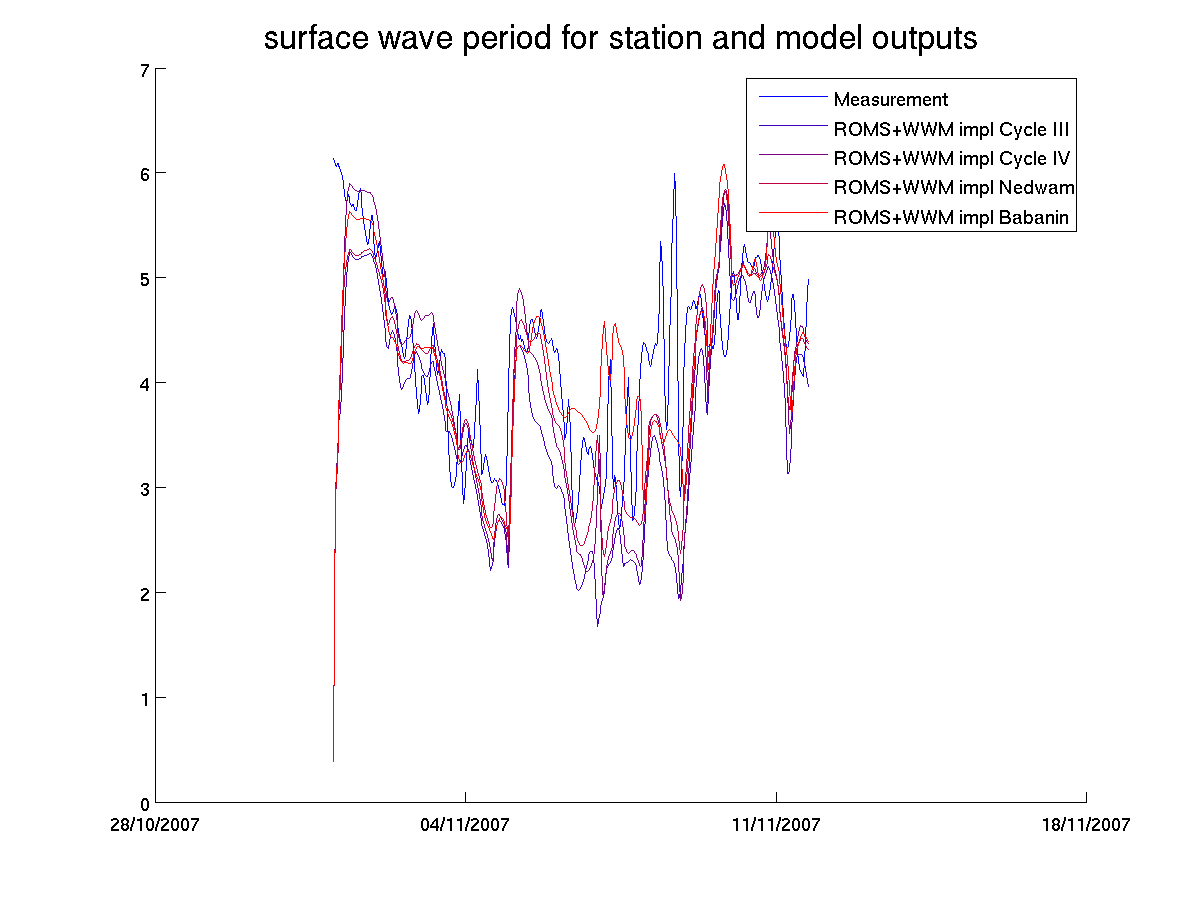 surface wave period for station and model outputs
7
6
5
4
3
2
1
0
Measurement
ROMS+WWM impl Cycle III
ROMS+WWM impl Cycle IV
ROMS+WWM impl Nedwam
ROMS+WWM impl Babanin
28/10/2007 04/11/2007 11/11/2007 18/11/2007